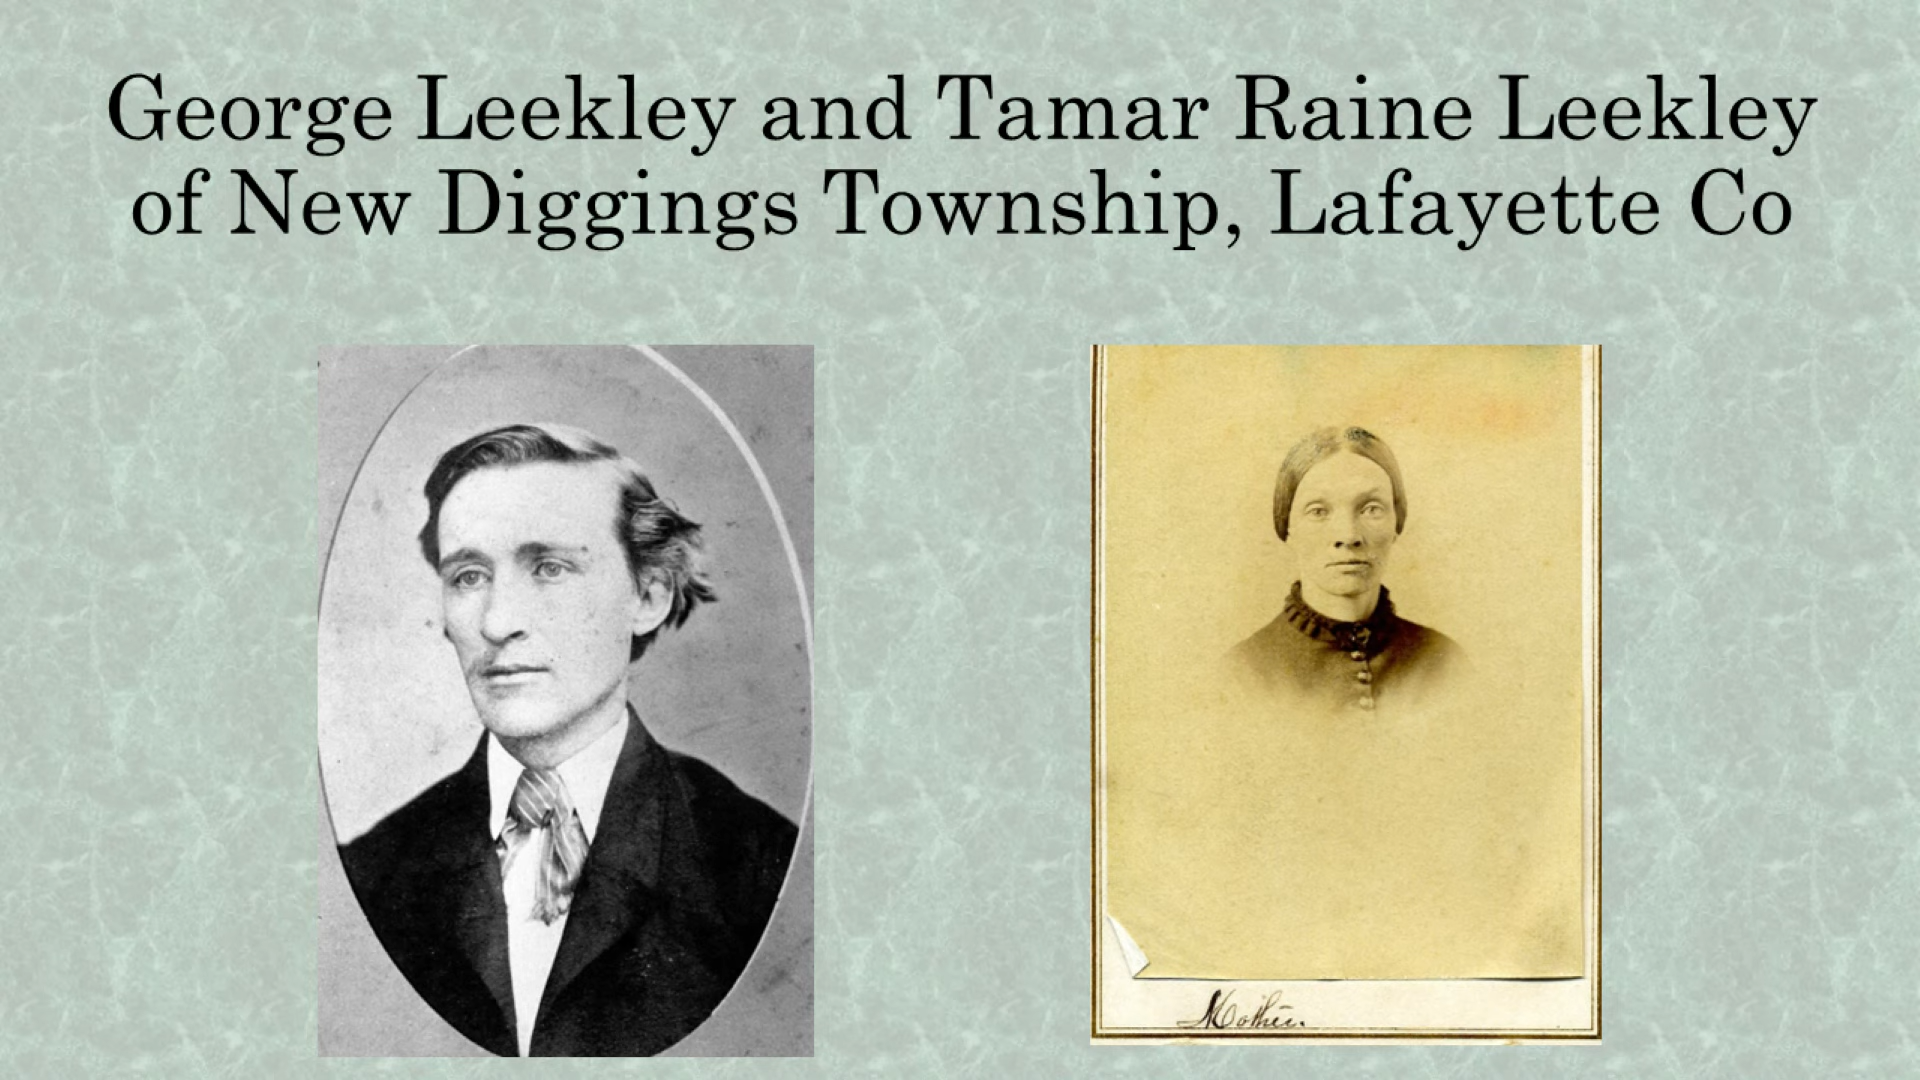 George Leekley and Tamar Raine Leekley
of New Diggings Township, Lafayette Co
Mother.